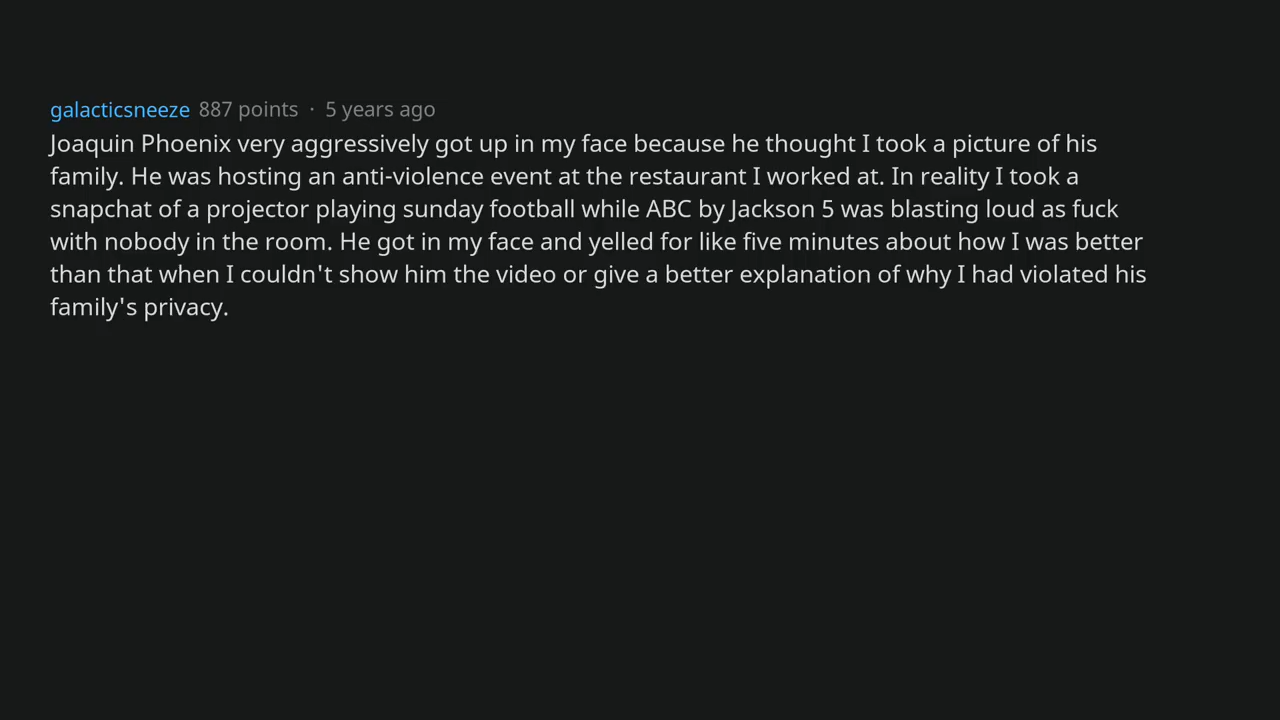 galacticsneeze 887 points · 5 years ago
Joaquin Phoenix very aggressively got up in my face because he thought I took a picture of his
family. He was hosting an anti-violence event at the restaurant I worked at. In reality I took a
snapchat of a projector playing sunday football while ABC by Jackson 5 was blasting loud as fuck
with nobody in the room. He got in my face and yelled for like five minutes about how I was better
than that when I couldn't show him the video or give a better explanation of why I had violated his
family's privacy.